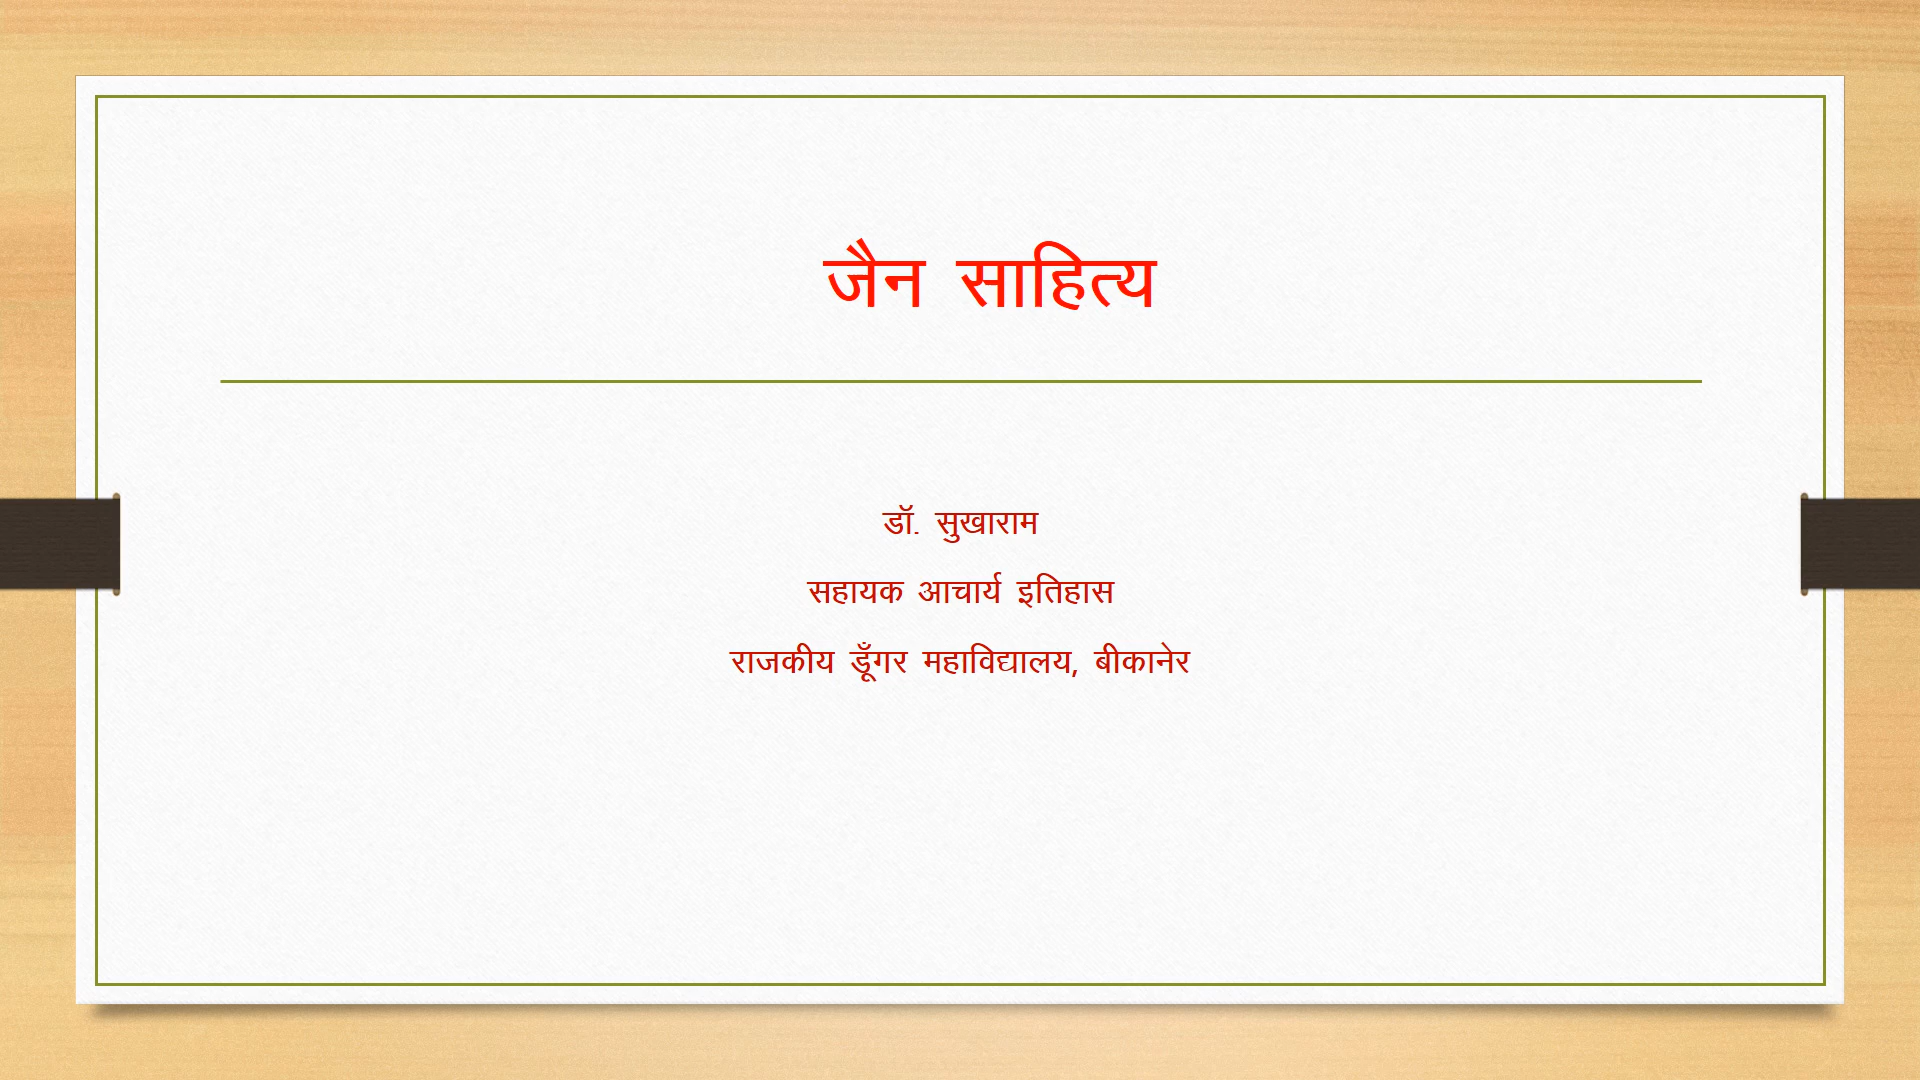 जैन साहित्य
डॉ. सुखाराम
सहायक आचार्य इतिहास
राजकीय डूँगर महाविद्यालय, बीकानेर